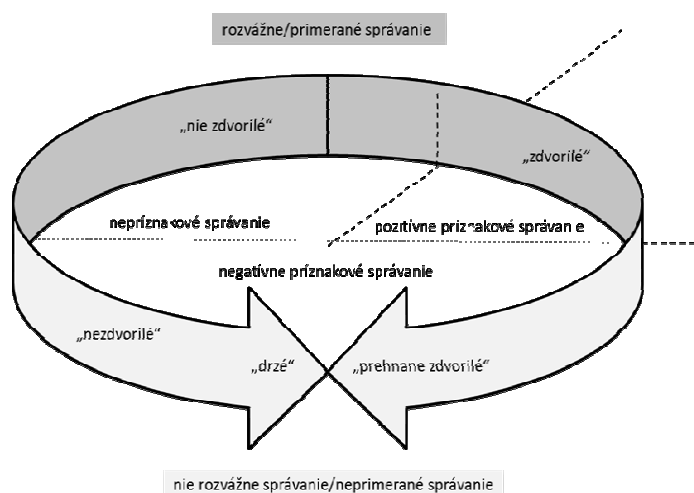 rozvážne/primerané správanie
„nie zdvorilé“
„zdvorilé“
nepríznakové správanie
pozitívne príznakové správanie
negatívne príznakové správanie
„nezdvorilé“
„drzé“
„prehnane zdvorilé“
nie rozvážne správanie/neprimerané správanie